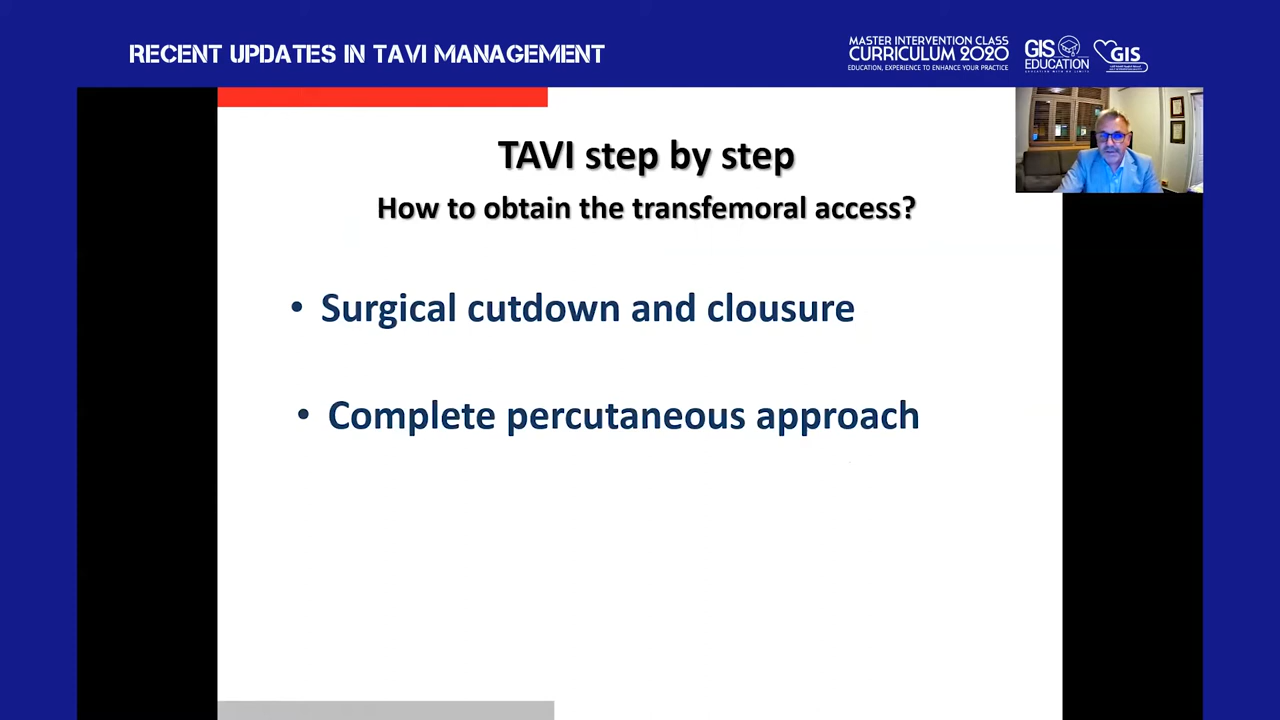 RECENT UPDATES IN TAVI MANAGEMENT
MASTER INTERVENTION CLASS
CURRICULUM 2020
EDUCATION, EXPERIENCE TO ENHANCE YOUR PRACTICE
GIS
EDUCATION
GIS
TAVI step by step
How to obtain the transfemoral access?
• Surgical cutdown and clousure
• Complete percutaneous approach